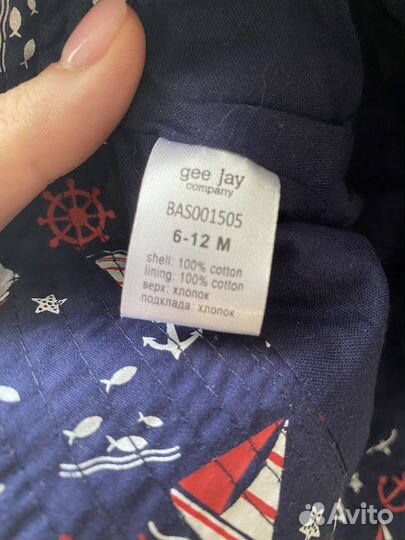 gee jay
company
BAS001505
6-12 M
shell: 100% cotton
lining: 100% cotton
верх: хлопок
подклада: хлопок
Avito